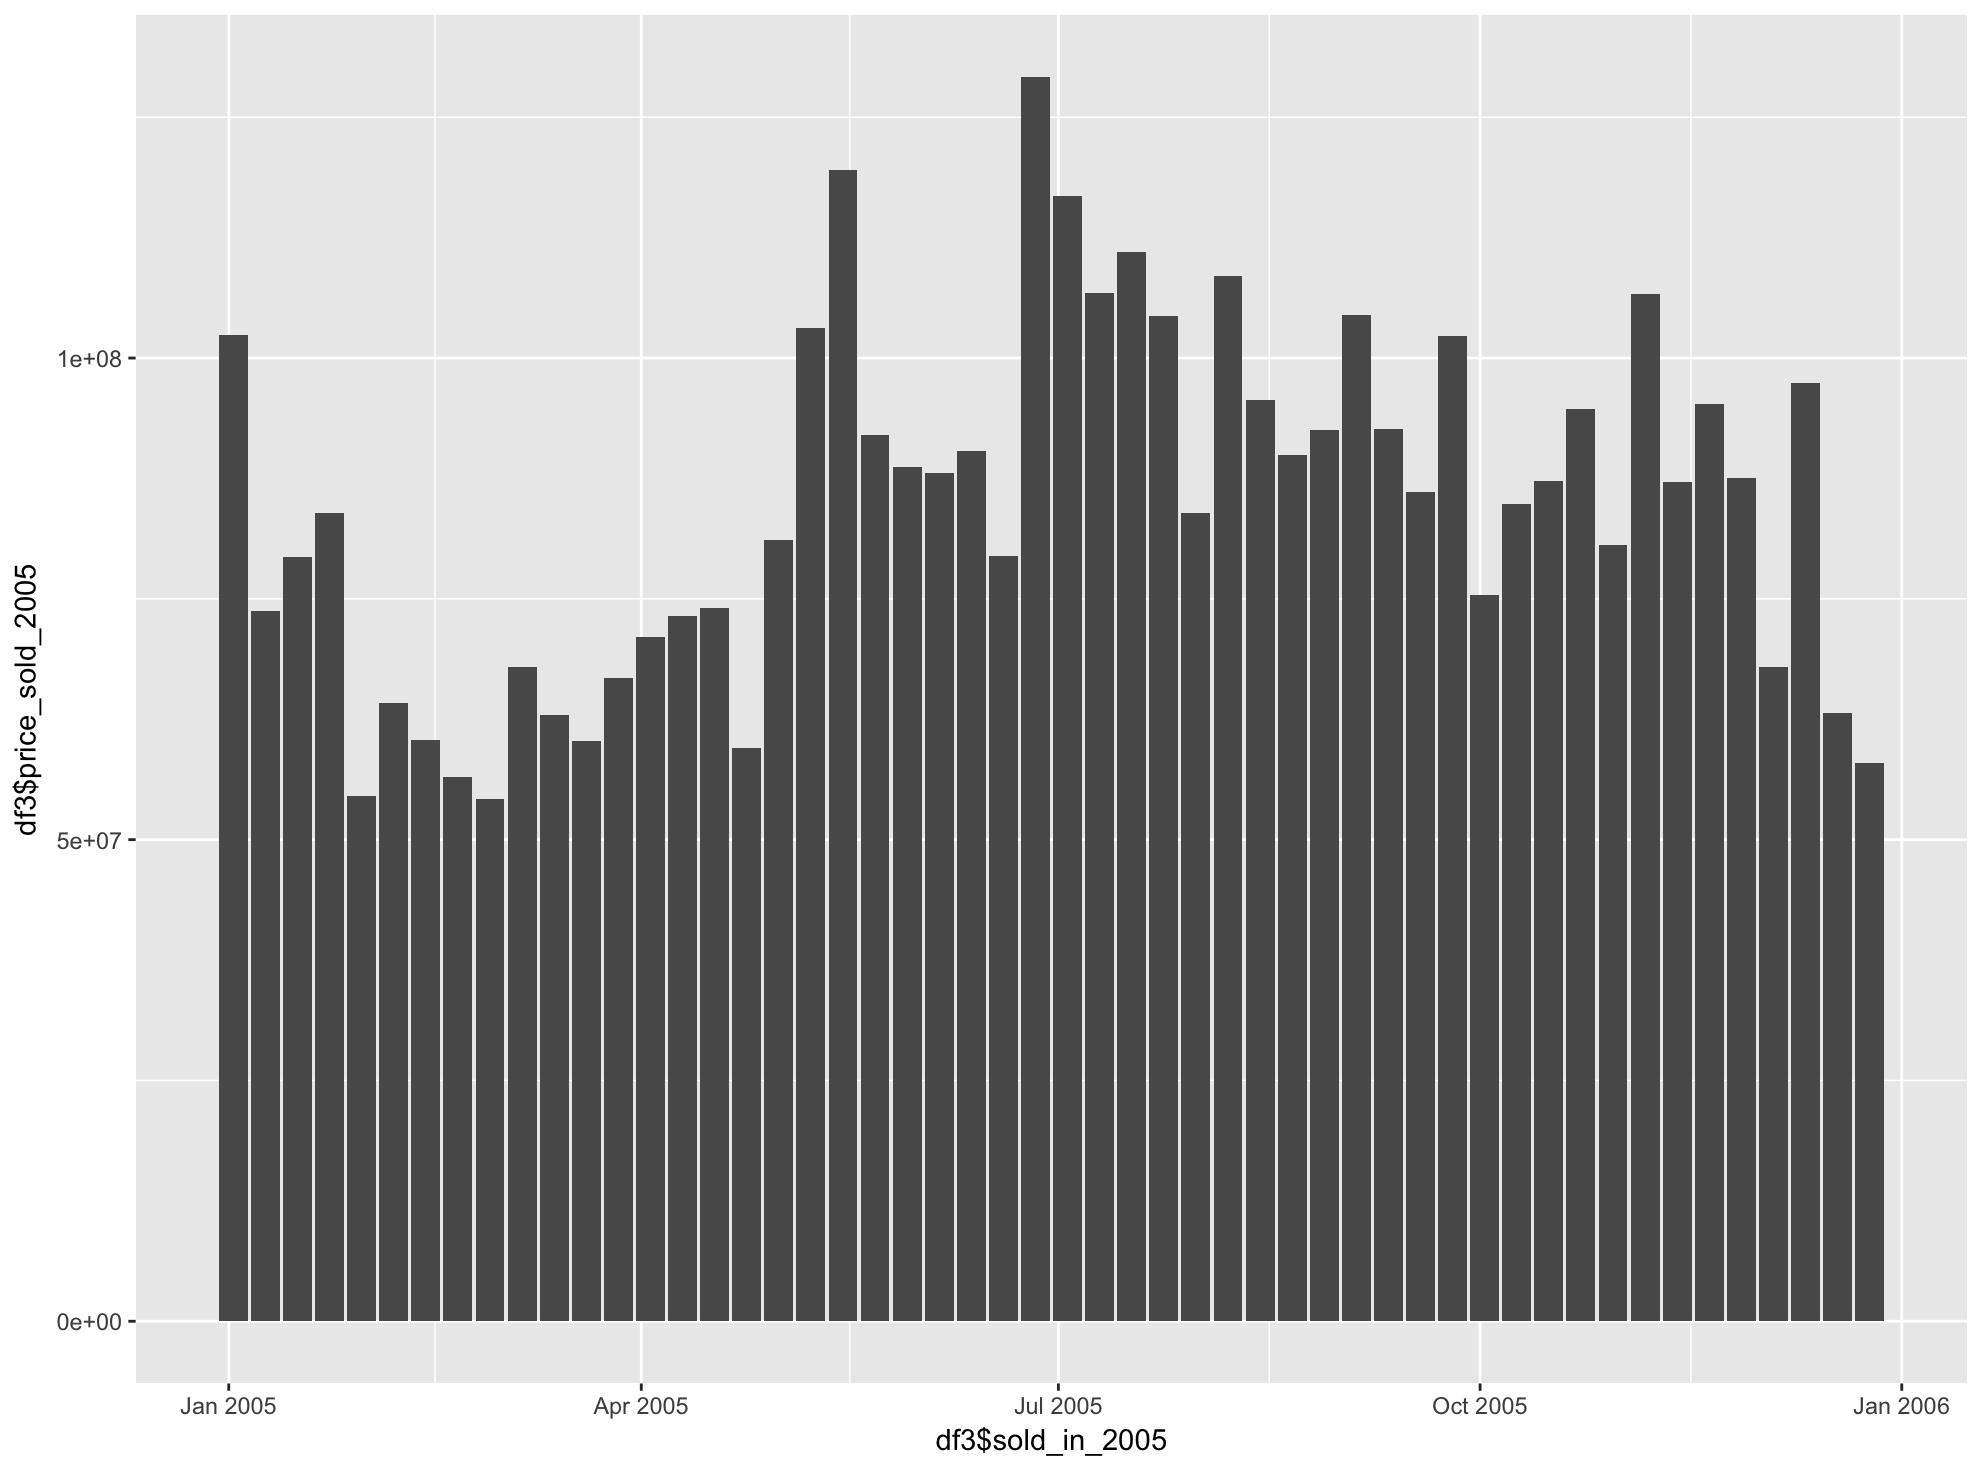 df3$price_sold_2005
1e+08
5e+07
0e+00
Jan 2005 Apr 2005 Jul 2005 Oct 2005 Jan 2006
df3$sold_in_2005